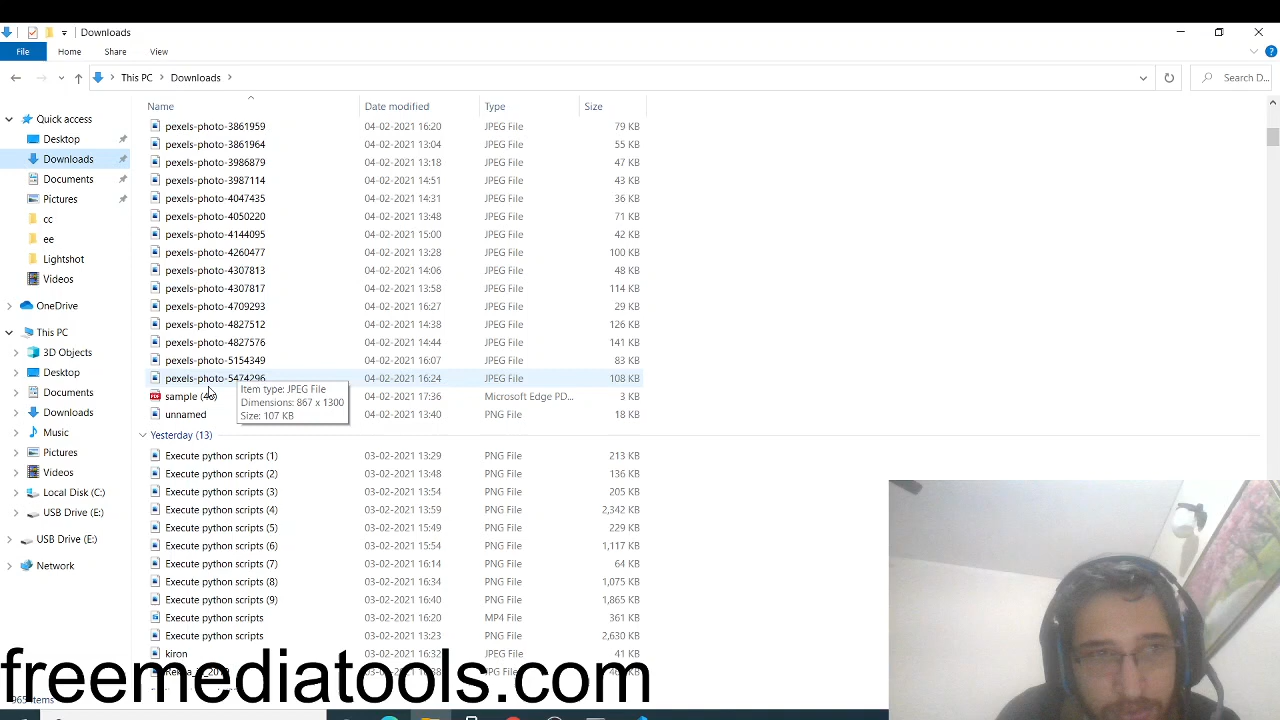 Downloads
File Home Share View
This PC Downloads
Search D...
Name Date modified Type Size
Quick access
Desktop
Downloads
Documents
Pictures
cc
ee
Lightshot
Videos
OneDrive
This PC
3D Objects
Desktop
Documents
Downloads
Music
Pictures
Videos
Local Disk (C:)
USB Drive (E:)
USB Drive (E:)
Network
pexels-photo-3861959 04-02-2021 16:20 JPEG File 79 KB
pexels-photo-3861964 04-02-2021 13:04 JPEG File 55 KB
pexels-photo-3986879 04-02-2021 13:18 JPEG File 47 KB
pexels-photo-3987114 04-02-2021 14:51 JPEG File 43 KB
pexels-photo-4047435 04-02-2021 14:31 JPEG File 36 KB
pexels-photo-4050220 04-02-2021 13:48 JPEG File 71 KB
pexels-photo-4144095 04-02-2021 15:00 JPEG File 42 KB
pexels-photo-4260477 04-02-2021 13:28 JPEG File 100 KB
pexels-photo-4307813 04-02-2021 14:06 JPEG File 48 KB
pexels-photo-4307817 04-02-2021 13:58 JPEG File 114 KB
pexels-photo-4709293 04-02-2021 16:27 JPEG File 29 KB
pexels-photo-4827512 04-02-2021 14:38 JPEG File 126 KB
pexels-photo-4827576 04-02-2021 14:44 JPEG File 141 KB
pexels-photo-5154349 04-02-2021 16:07 JPEG File 83 KB
pexels-photo-5474296 04-02-2021 16:24 JPEG File 108 KB
sample 04-02-2021 17:36 Microsoft Edge PD... 3 KB
unnamed 04-02-2021 13:40 PNG File 18 KB
Item type: JPEG File
Dimensions: 867 x 1300
Size: 107 KB
Yesterday (13)
Execute python scripts (1) 03-02-2021 13:29 PNG File 213 KB
Execute python scripts (2) 03-02-2021 13:48 PNG File 136 KB
Execute python scripts (3) 03-02-2021 13:54 PNG File 205 KB
Execute python scripts (4) 03-02-2021 13:59 PNG File 2,342 KB
Execute python scripts (5) 03-02-2021 15:49 PNG File 229 KB
Execute python scripts (6) 03-02-2021 15:54 PNG File 1,117 KB
Execute python scripts (7) 03-02-2021 16:14 PNG File 64 KB
Execute python scripts (8) 03-02-2021 16:34 PNG File 1,075 KB
Execute python scripts (9) 03-02-2021 16:40 PNG File 1,865 KB
Execute python scripts 03-02-2021 16:20 MP4 File 361 KB
Execute python scripts 03-02-2021 13:23 PNG File 2,630 KB
kiron 03-02-2021 16:32 JPEG File 41 KB
freemediatools.com
items